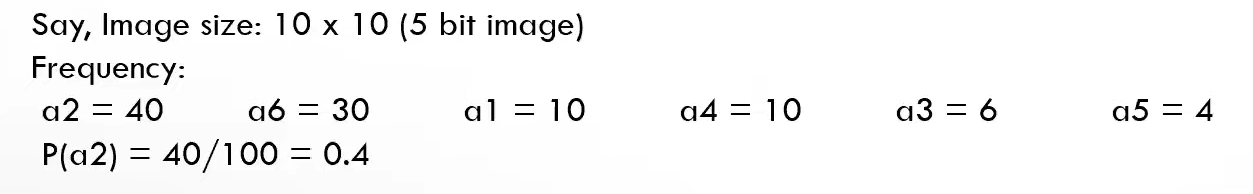 Say, Image size: 10 x 10 (5 bit image)
Frequency:
a2 = 40 a6 = 30 a1 = 10 a4 = 10 a3 = 6 a5 = 4
P(a2) = 40/100 = 0.4